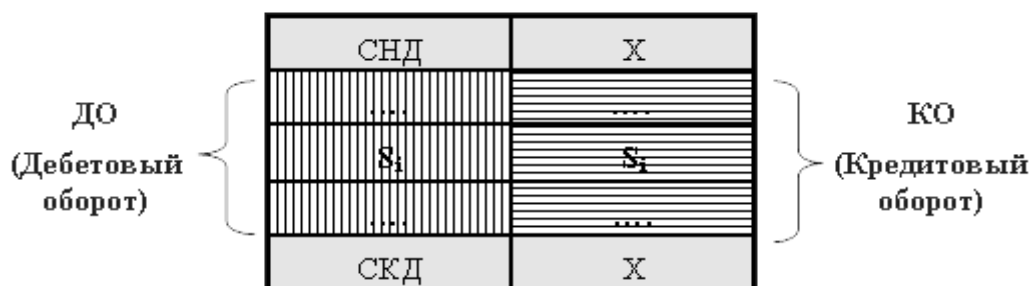 СНД Х
ДО
(Дебетовый
оборот)
.... ....
Si Si
.... ....
КО
(Кредитовый
оборот)
СКД Х